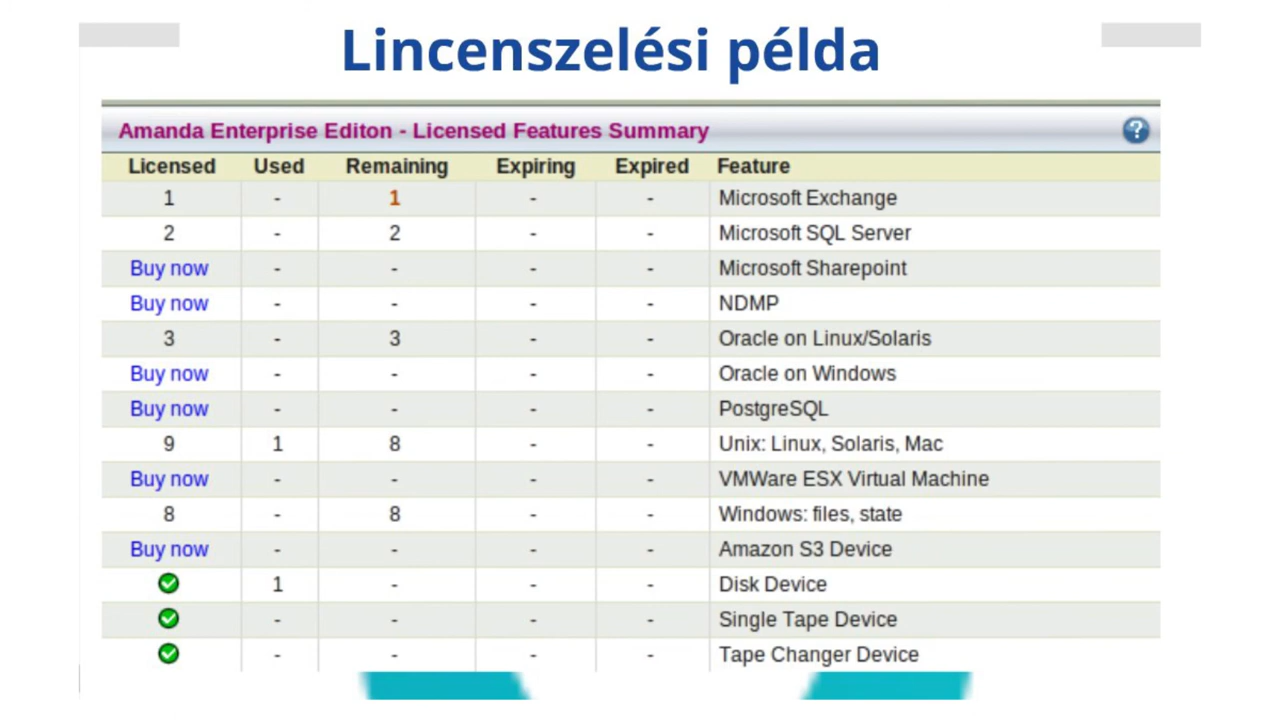 Lincenszelési példa
Amanda Enterprise Editon - Licensed Features Summary ?
Licensed Used Remaining Expiring Expired Feature
1 - 1 - - Microsoft Exchange
2 - 2 - - Microsoft SQL Server
Buy now - - - - Microsoft Sharepoint
Buy now - - - - NDMP
3 - 3 - - Oracle on Linux/Solaris
Buy now - - - - Oracle on Windows
Buy now - - - - PostgreSQL
9 1 8 - - Unix: Linux, Solaris, Mac
Buy now - - - - VMWare ESX Virtual Machine
8 - 8 - - Windows: files, state
Buy now - - - - Amazon S3 Device
1 - - - Disk Device
- - - - Single Tape Device
- - - - Tape Changer Device